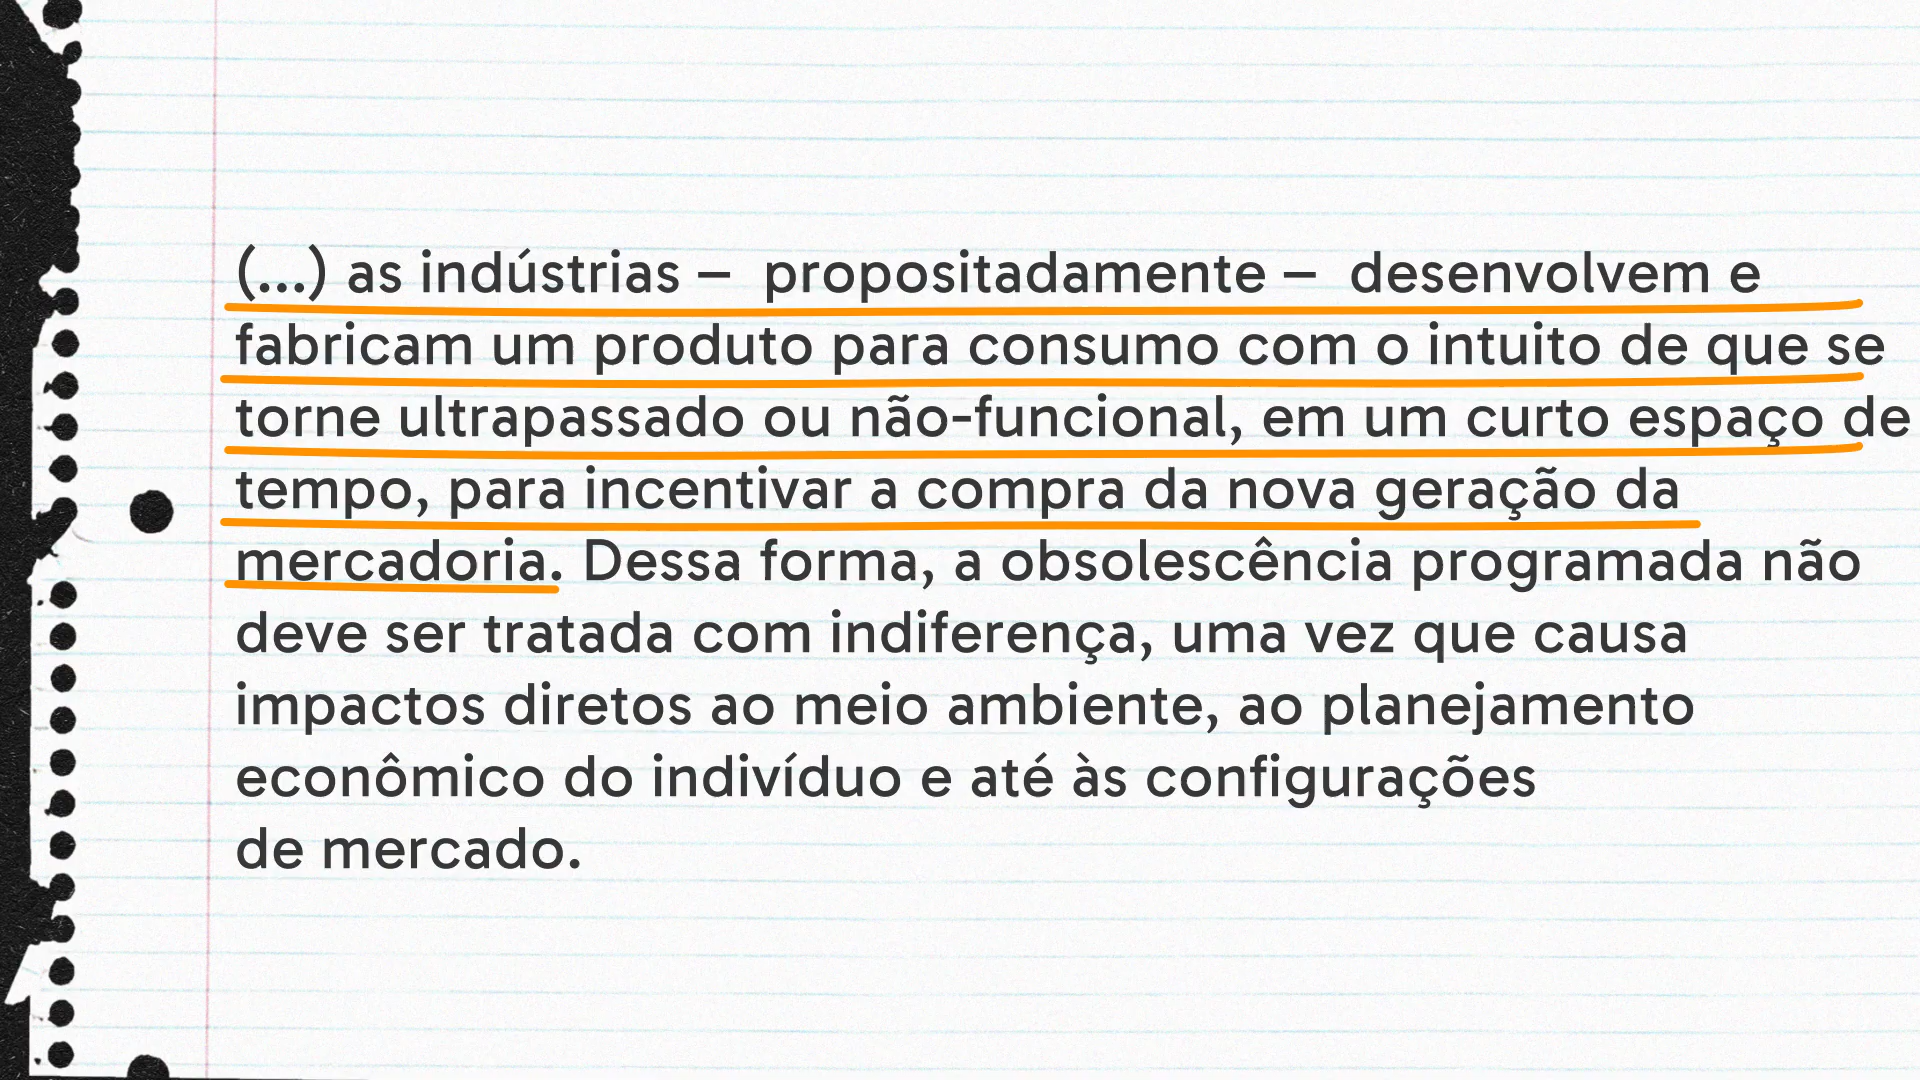 (...) as indústrias – propositadamente – desenvolvem e
fabricam um produto para consumo com o intuito de que se
torne ultrapassado ou não-funcional, em um curto espaço de
tempo, para incentivar a compra da nova geração da
mercadoria. Dessa forma, a obsolescência programada não
deve ser tratada com indiferença, uma vez que causa
impactos diretos ao meio ambiente, ao planejamento
econômico do indivíduo e até às configurações
de mercado.